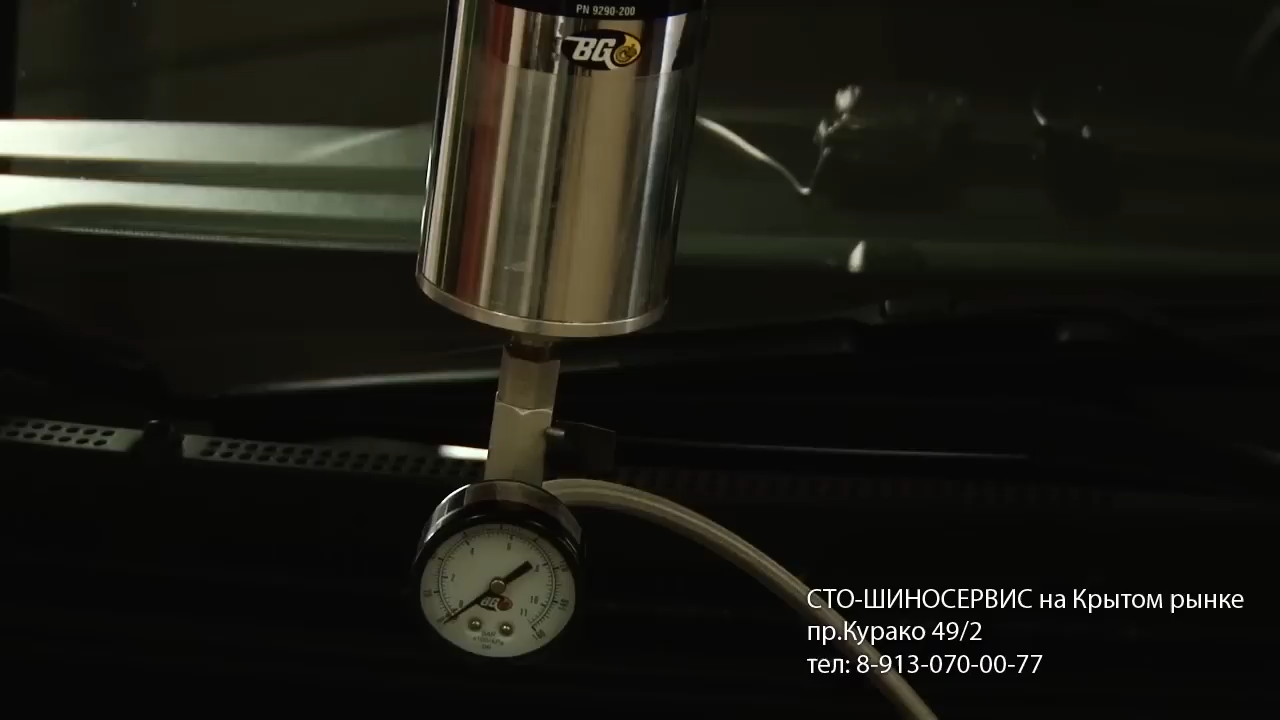 PN 9290-200
BG
BG
СТО-ШИНОСЕРВИС на Крытом рынке
пр.Курако 49/2
тел: 8-913-070-00-77